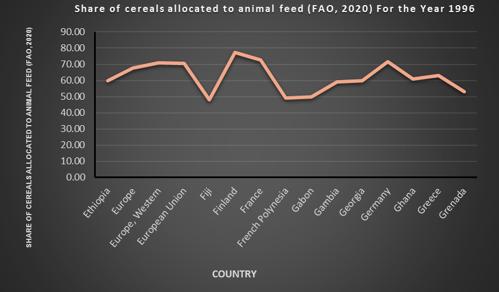 Share of cereals allocated to animal feed (FAO, 2020) For the Year 1996
SHARE OF CEREALS ALLOCATED TO ANIMAL FEED (FAO, 2020)
90.00
80.00
70.00
60.00
50.00
40.00
30.00
20.00
10.00
0.00
Ethiopia
Europe
Europe, Western
European Union
Fiji
Finland
France
French Polynesia
Gabon
Gambia
Georgia
Germany
Ghana
Greece
Grenada
COUNTRY